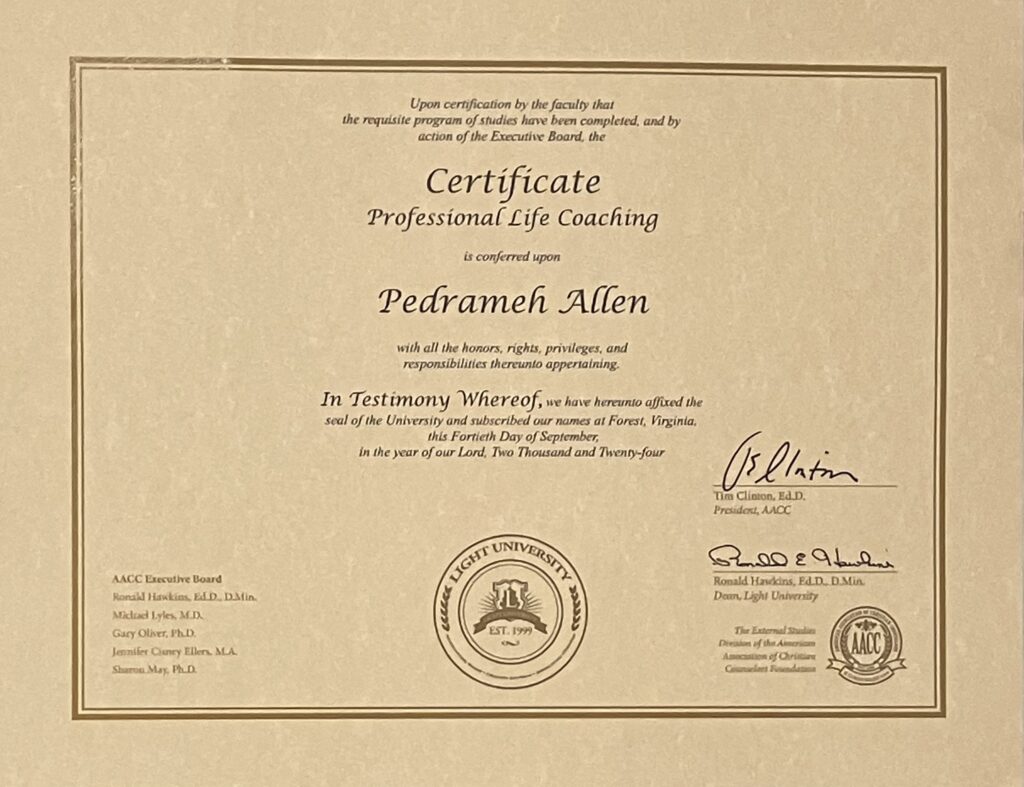 Upon certification by the faculty that
the requisite program of studies have been completed, and by
action of the Executive Board, the
Certificate
Professional Life Coaching
is conferred upon
Pedrameh Allen
with all the honors, rights, privileges, and
responsibilities thereunto appertaining.
In Testimony Whereof, we have hereunto affixed the
seal of the University and subscribed our names at Forest, Virginia,
this Fortieth Day of September,
in the year of our Lord, Two Thousand and Twenty-four
Tim Clinton, Ed.D.
President, AACC
Ronald E Hawkins
Ronald Hawkins, Ed.D., D.Min.
Dean, Light University
AACC Executive Board
Ronald Hawkins, Ed.D., D.Min.
Michael Lyles, M.D.
Gary Oliver, Ph.D.
Jennifer Cisney Ellers, M.A.
Sharon May, Ph.D.
LIGHT UNIVERSITY
L
EST. 1999
The External Studies
Division of the American
Association of Christian
Counselors Foundation
AACC